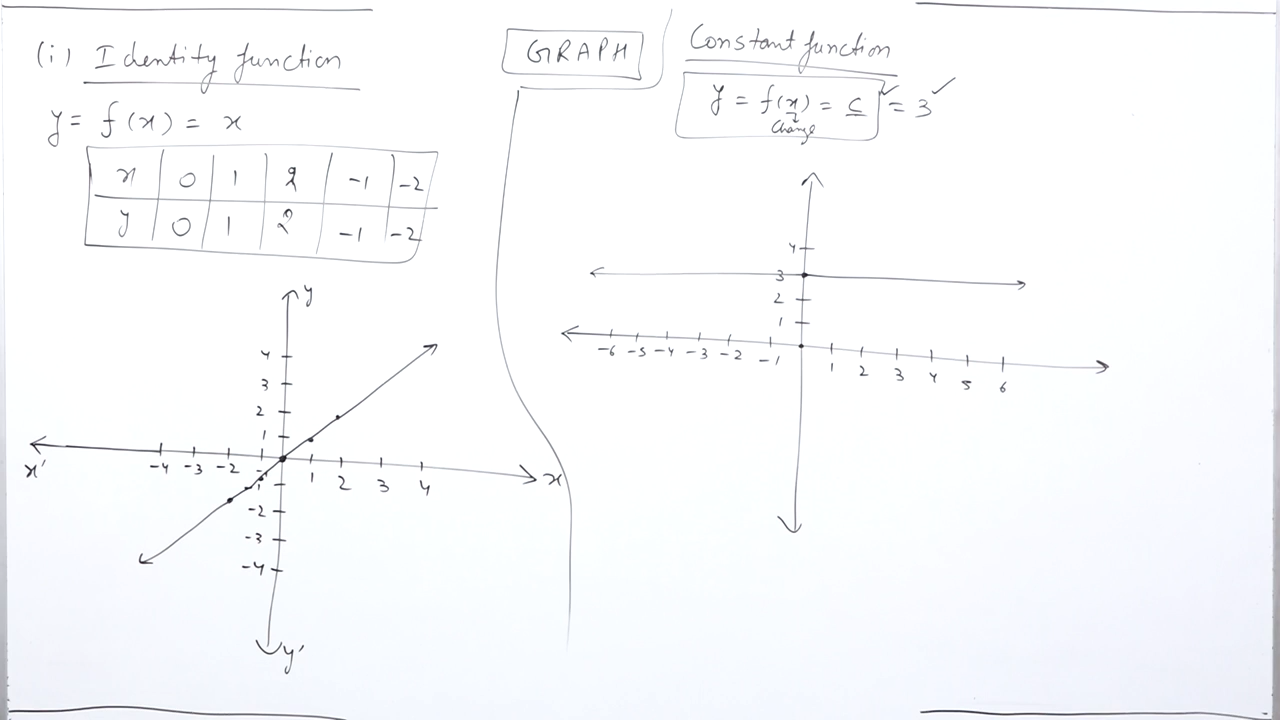 (i) Identity function
y = f(x) = x
x 0 1 2 -1 -2
y 0 1 2 -1 -2
y
4
3
2
1
x' -4 -3 -2 -1 1 2 3 4 x
-1
-2
-3
-4
y'
GRAPH
Constant function
y = f(x) = c = 3
change
4
3
2
1
-6 -5 -4 -3 -2 -1 1 2 3 4 5 6